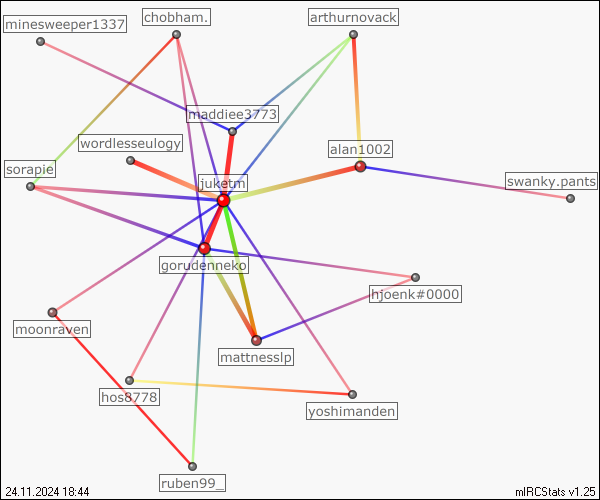 minesweeper1337
chobham.
arthurnovack
maddiee3773
wordlesseulogy
alan1002
sorapie
juketm
swanky.pants
gorudenneko
hjoenk#0000
moonraven
mattnesslp
hos8778
yoshimanden
ruben99_
24.11.2024 18:44
mIRCStats v1.25